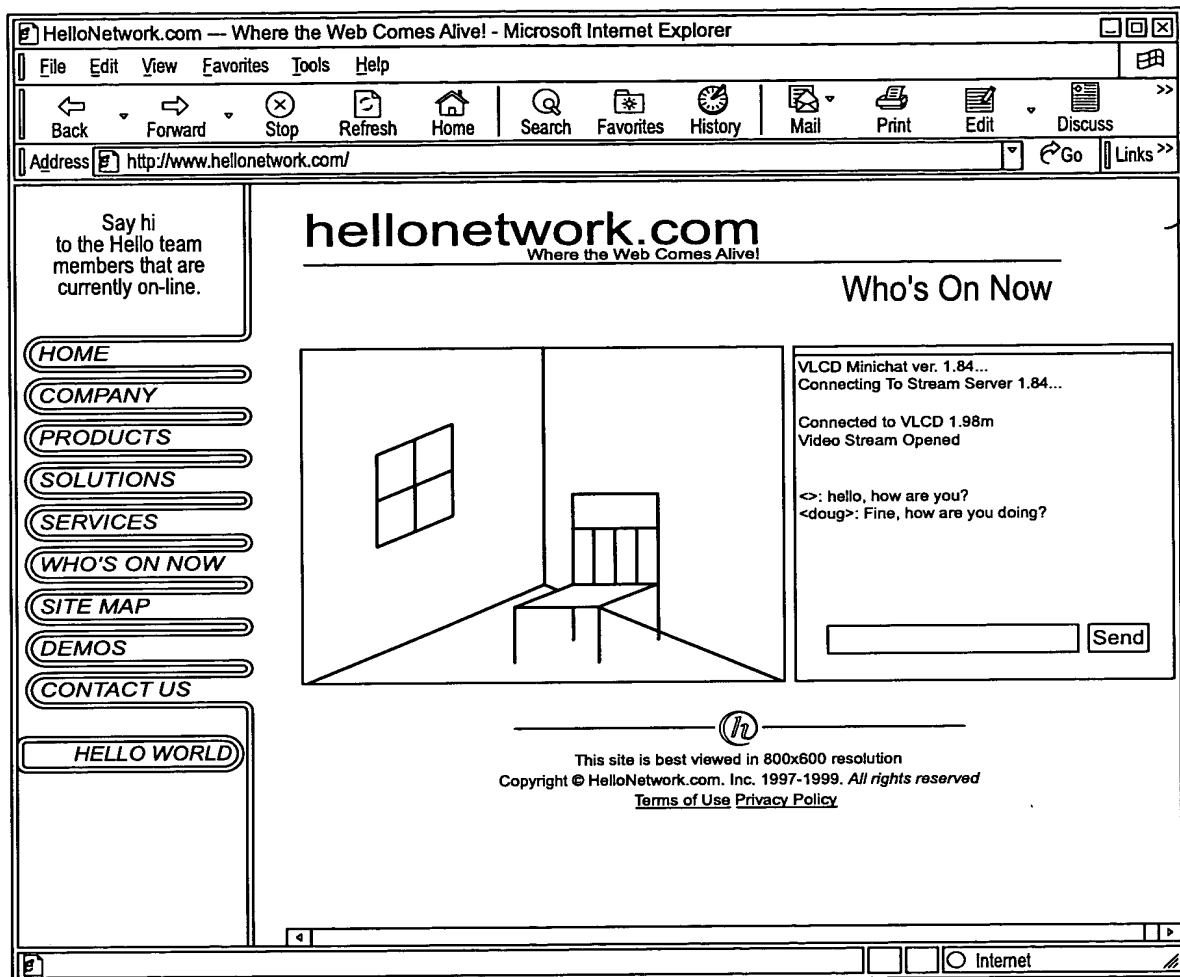 HelloNetwork.com — Where the Web Comes Alive! - Microsoft Internet Explorer
File Edit View Favorites Tools Help
Back Forward Stop Refresh Home Search Favorites History Mail Print Edit Discuss >>
Address http://www.hellonetwork.com/ Go Links >>
Say hi
to the Hello team
members that are
currently on-line.
HOME
COMPANY
PRODUCTS
SOLUTIONS
SERVICES
WHO'S ON NOW
SITE MAP
DEMOS
CONTACT US
HELLO WORLD
hellonetwork.com
Where the Web Comes Alive!
Who's On Now
VLCD Minichat ver. 1.84...
Connecting To Stream Server 1.84...
Connected to VLCD 1.98m
Video Stream Opened
<>: hello, how are you?
<doug>: Fine, how are you doing?
Send
h
This site is best viewed in 800x600 resolution
Copyright © HelloNetwork.com. Inc. 1997-1999. All rights reserved
Terms of Use Privacy Policy
Internet